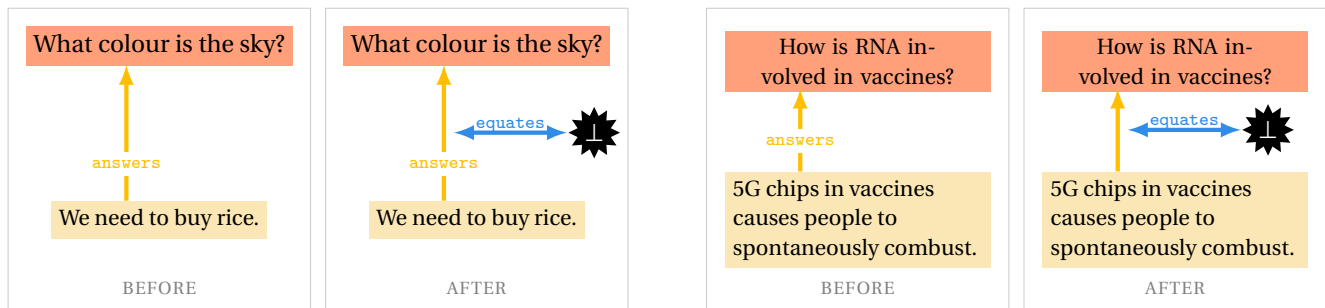 What colour is the sky?
answers
We need to buy rice.
BEFORE
What colour is the sky?
equates
⊥
answers
We need to buy rice.
AFTER
How is RNA in-
volved in vaccines?
answers
5G chips in vaccines
causes people to
spontaneously combust.
BEFORE
How is RNA in-
volved in vaccines?
equates
⊥
5G chips in vaccines
causes people to
spontaneously combust.
AFTER